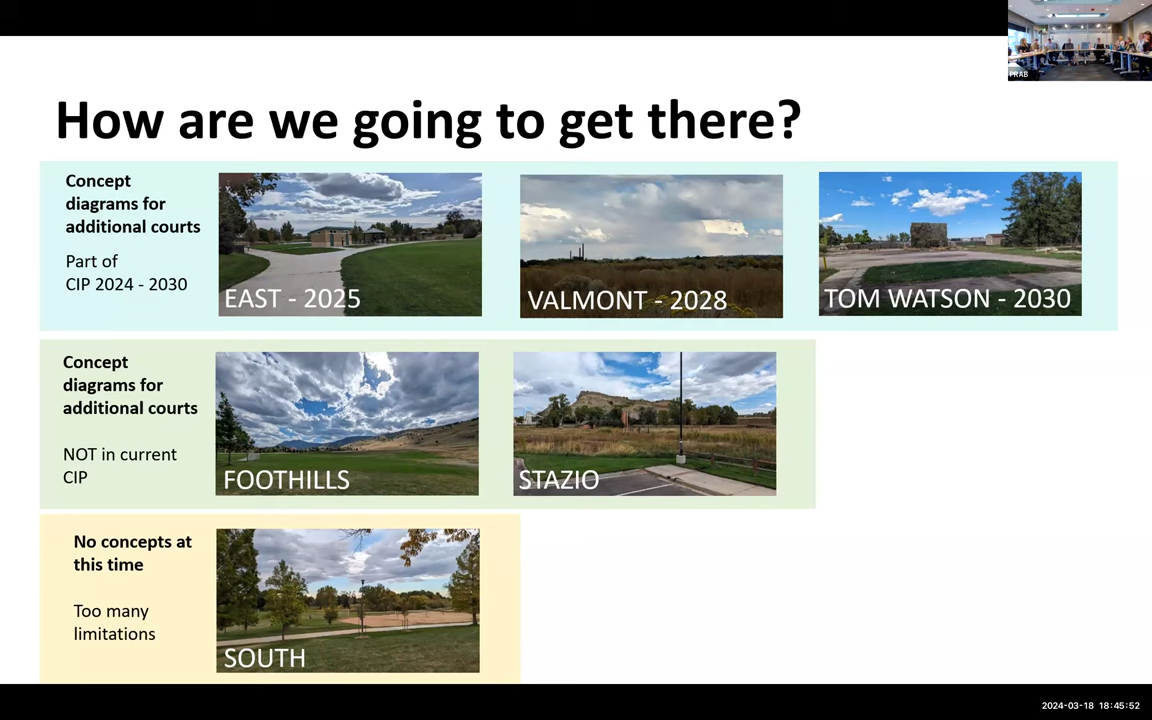 PRAB
How are we going to get there?
Concept
diagrams for
additional courts
Part of
CIP 2024 - 2030
EAST - 2025
VALMONT - 2028
TOM WATSON - 2030
Concept
diagrams for
additional courts
NOT in current
CIP
FOOTHILLS
STAZIO
No concepts at
this time
Too many
limitations
SOUTH
2024-03-18 18:45:52